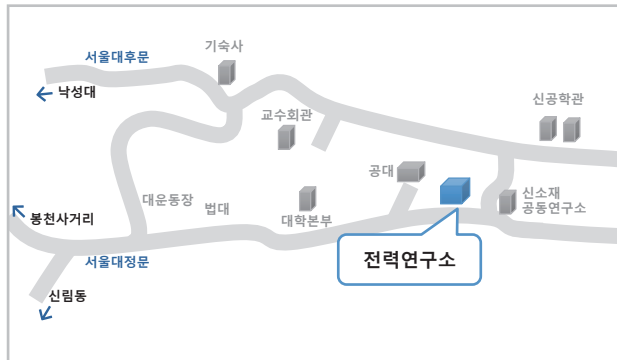 기숙사
서울대후문
낙성대
신공학관
교수회관
공대
신소재
공동연구소
대운동장
법대
대학본부
봉천사거리
전력연구소
서울대정문
신림동